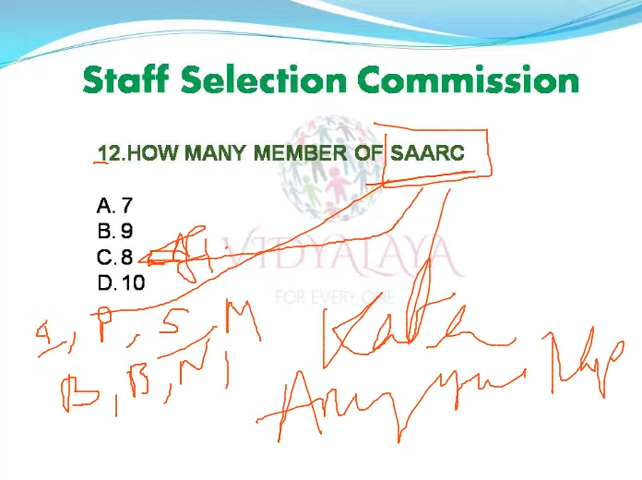 Staff Selection Commission
12.HOW MANY MEMBER OF SAARC
A. 7
B. 9
C. 8
D. 10
VIDYALAYA
FOR EVERY ONE
P, S, M
B, B, N,